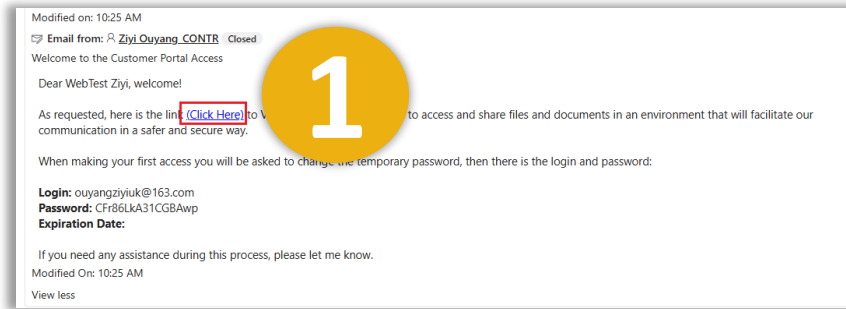 Modified on: 10:25 AM
Email from: Ziyi Ouyang_CONTR Closed
Welcome to the Customer Portal Access
Dear WebTest Ziyi, welcome!
As requested, here is the link (Click Here) to to access and share files and documents in an environment that will facilitate our
communication in a safer and secure way.
When making your first access you will be asked to change the temporary password, then there is the login and password:
Login: ouyangziyiuk@163.com
Password: CFr86LkA31CGBAwp
Expiration Date:
If you need any assistance during this process, please let me know.
Modified On: 10:25 AM
View less
1